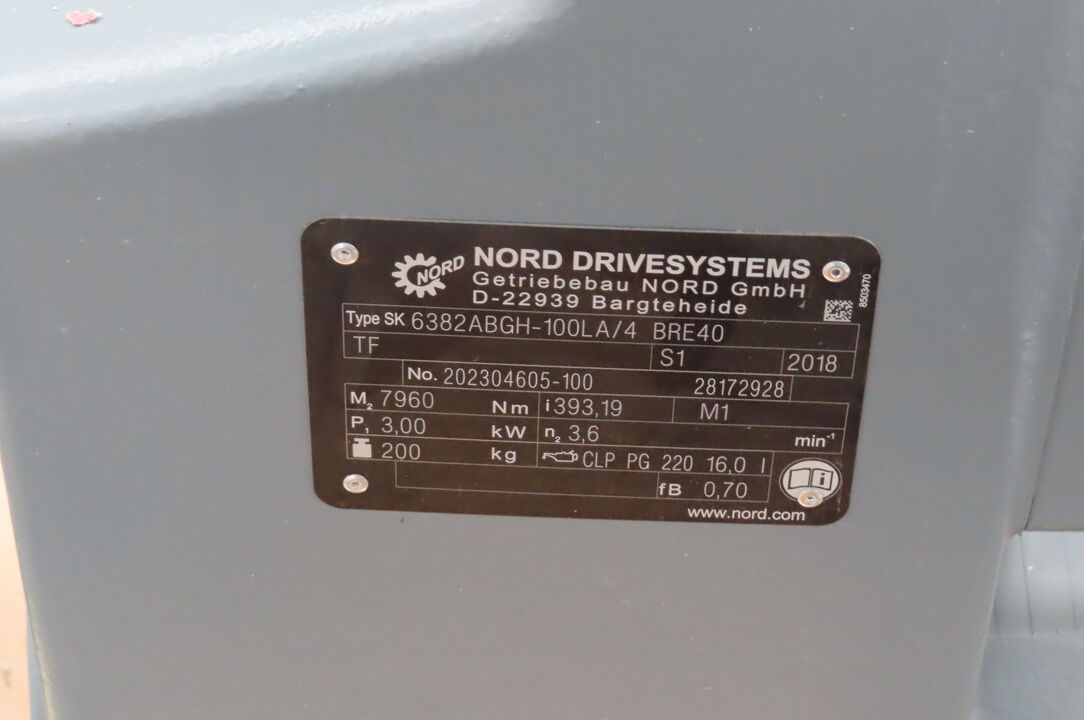 NORD
NORD DRIVESYSTEMS
Getriebebau NORD GmbH
D-22939 Bargteheide
8503470
Type SK 6382ABGH-100LA/4 BRE40
TF S1 2018
No. 202304605-100 28172928
M₂ 7960 Nm i 393,19 M1
P₁ 3,00 kW n₂ 3,6 min⁻¹
200 kg CLP PG 220 16,0 l
fB 0,70
i
www.nord.com